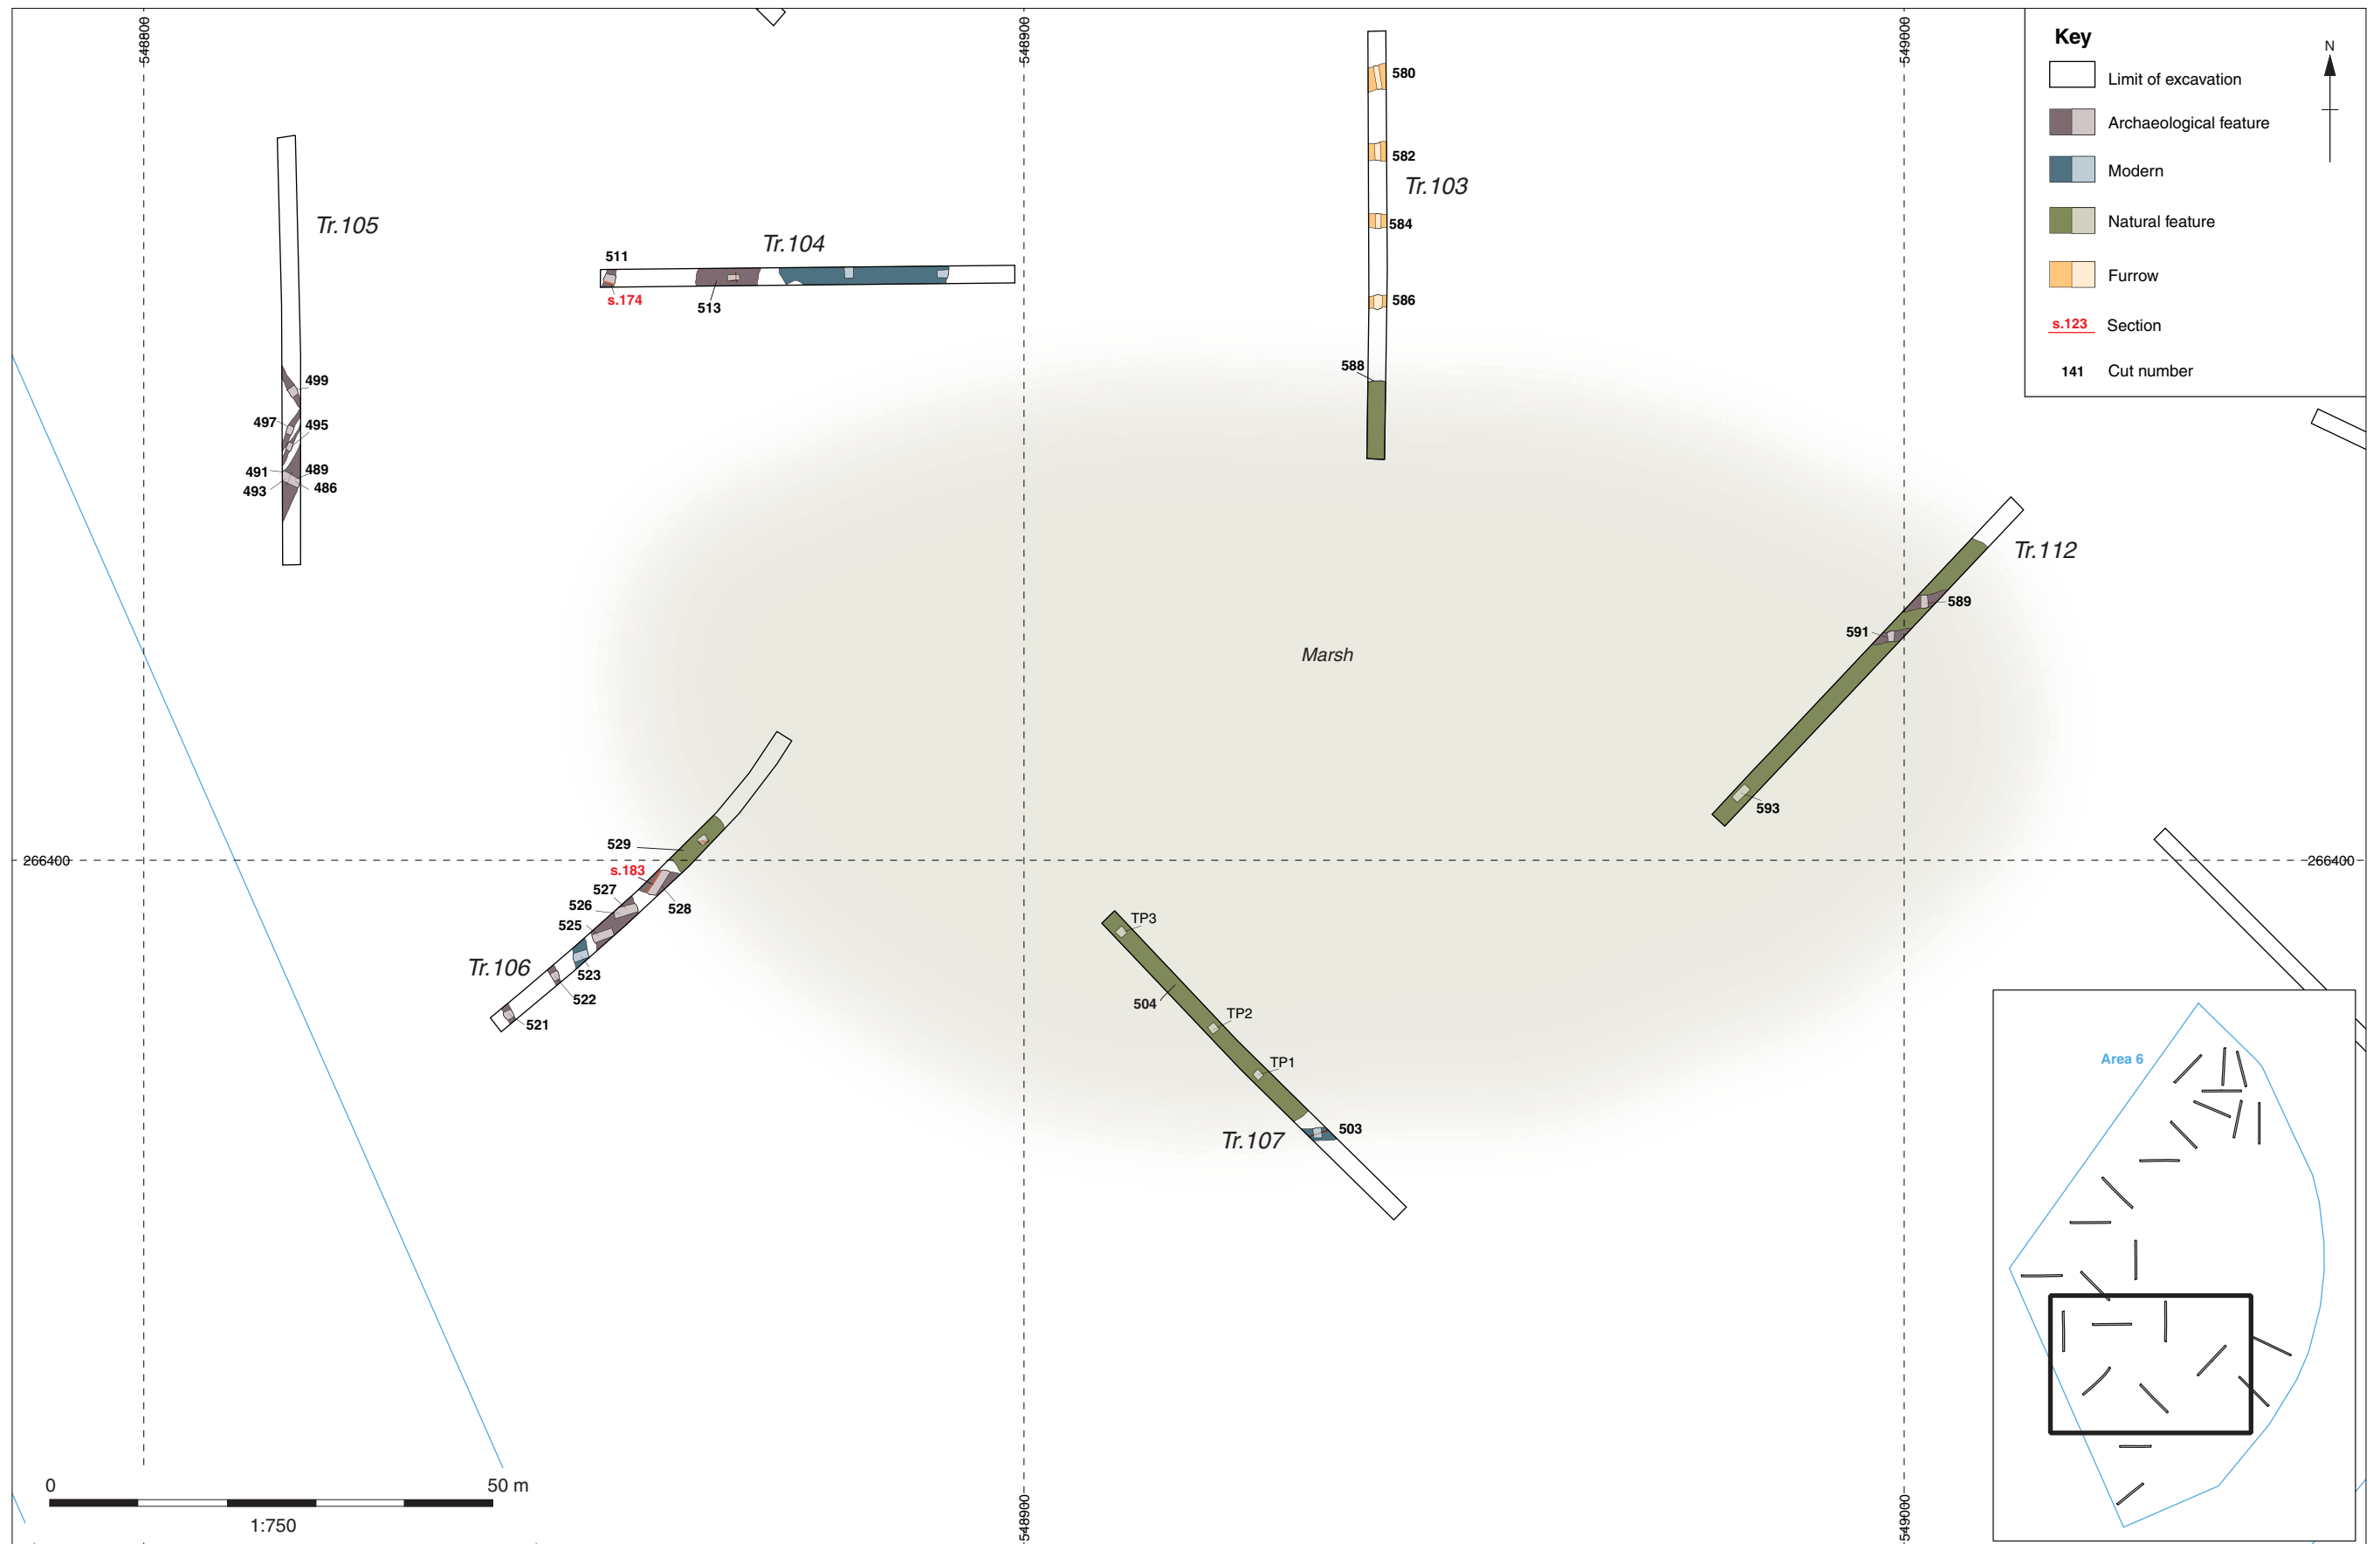 548800
548900
549000
Key
N
Limit of excavation
Archaeological feature
Modern
Natural feature
Furrow
s.123 Section
141 Cut number
580
582
Tr.103
584
586
588
Tr.105
Tr.104
511
s.174
513
499
497
495
491
489
493
486
Tr.112
589
591
593
Marsh
266400
266400
529
s.183
527
526
528
525
523
Tr.106
522
521
TP3
504
TP2
TP1
503
Tr.107
Area 6
0
50 m
1:750
548900
549000